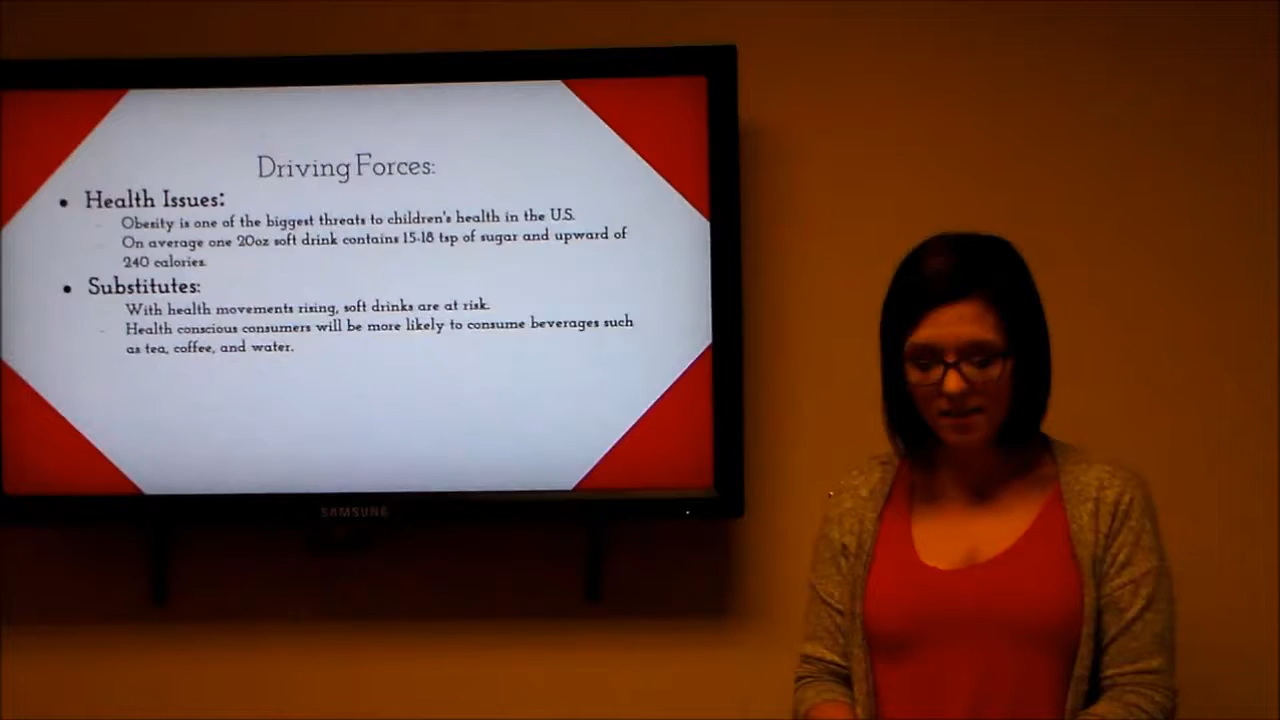 Driving Forces:
• Health Issues:
- Obesity is one of the biggest threats to children's health in the U.S.
- On average one 20oz soft drink contains 15-18 tsp of sugar and upward of
240 calories.
• Substitutes:
With health movements rising, soft drinks are at risk.
- Health conscious consumers will be more likely to consume beverages such
as tea, coffee, and water.
SAMSUNG